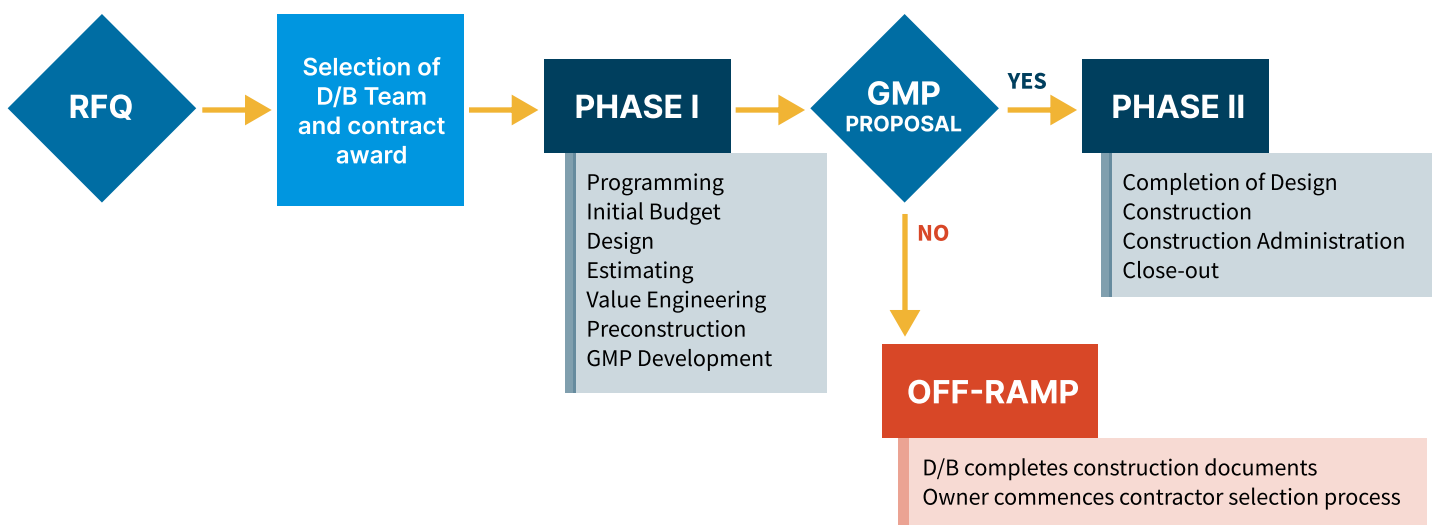 RFQ
Selection of
D/B Team
and contract
award
PHASE I
Programming
Initial Budget
Design
Estimating
Value Engineering
Preconstruction
GMP Development
GMP
PROPOSAL
YES
PHASE II
Completion of Design
Construction
Construction Administration
Close-out
NO
OFF-RAMP
D/B completes construction documents
Owner commences contractor selection process